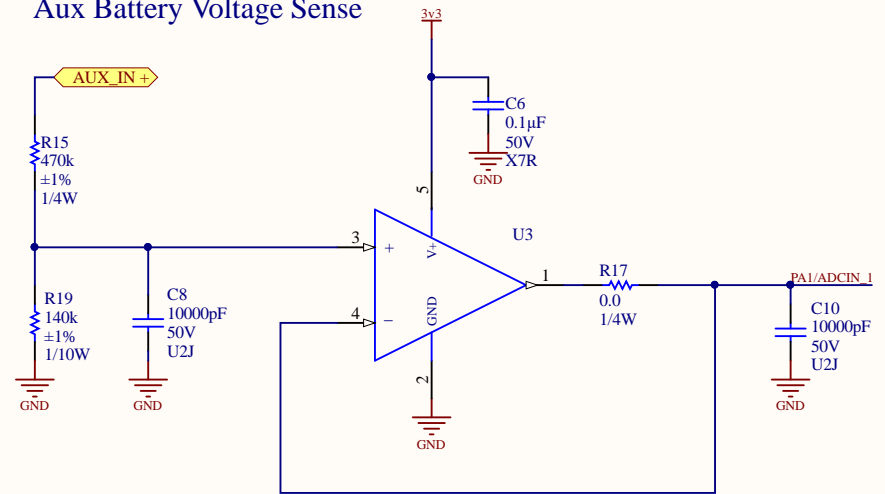 Aux Battery Voltage Sense
3v3
AUX_IN +
C6
0.1µF
50V
X7R
GND
R15
470k
±1%
1/4W
5
3
+
V+
U3
1
R17
0.0
1/4W
PA1/ADCIN_1
R19
140k
±1%
1/10W
GND
C8
10000pF
50V
U2J
GND
4
−
GND
2
GND
C10
10000pF
50V
U2J
GND